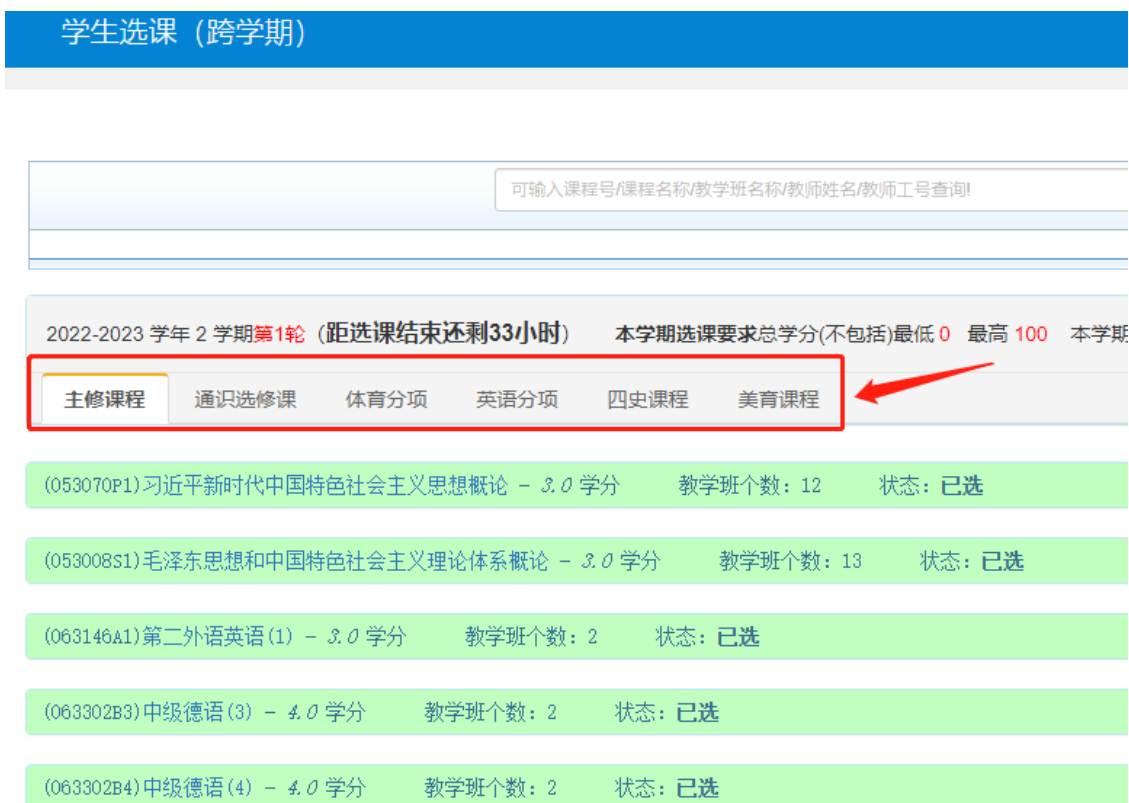 学生选课（跨学期）
可输入课程号/课程名称/教学班名称/教师姓名/教师工号查询!
2022-2023 学年 2 学期第1轮（距选课结束还剩33小时） 本学期选课要求总学分(不包括)最低 0 最高 100 本学期
主修课程 通识选修课 体育分项 英语分项 四史课程 美育课程
(053070P1)习近平新时代中国特色社会主义思想概论 - 3.0 学分 教学班个数: 12 状态: 已选
(053008S1)毛泽东思想和中国特色社会主义理论体系概论 - 3.0 学分 教学班个数: 13 状态: 已选
(063146A1)第二外语英语(1) - 3.0 学分 教学班个数: 2 状态: 已选
(063302B3)中级德语(3) - 4.0 学分 教学班个数: 2 状态: 已选
(063302B4)中级德语(4) - 4.0 学分 教学班个数: 2 状态: 已选